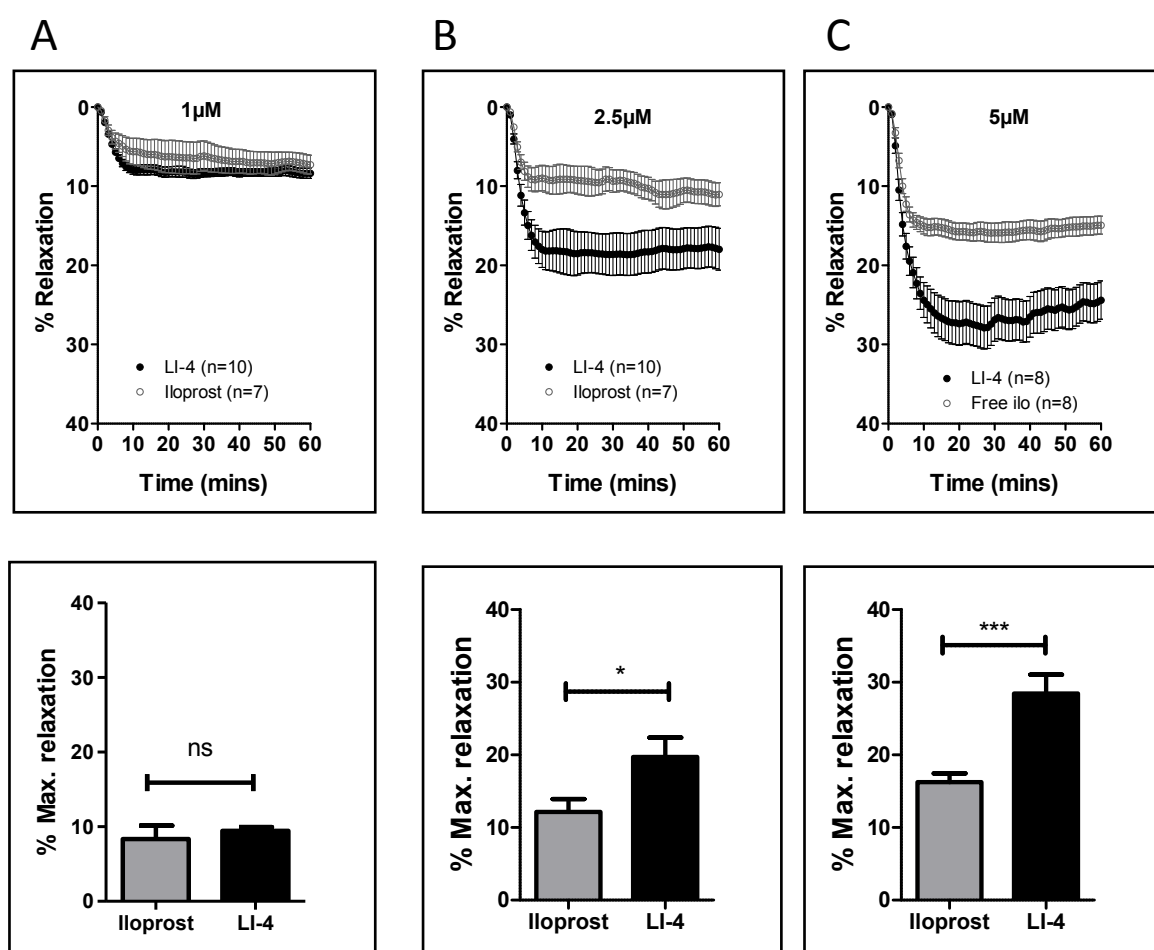 A
B
C
1µM
0
10
20
30
40
% Relaxation
LI-4 (n=10)
Iloprost (n=7)
0 10 20 30 40 50 60
Time (mins)
2.5µM
0
10
20
30
40
% Relaxation
LI-4 (n=10)
Iloprost (n=7)
0 10 20 30 40 50 60
Time (mins)
5µM
0
10
20
30
40
% Relaxation
LI-4 (n=8)
Free ilo (n=8)
0 10 20 30 40 50 60
Time (mins)
40
30
20
10
0
% Max. relaxation
ns
Iloprost LI-4
40
30
20
10
0
% Max. relaxation
*
Iloprost LI-4
40
30
20
10
0
% Max. relaxation
***
Iloprost LI-4